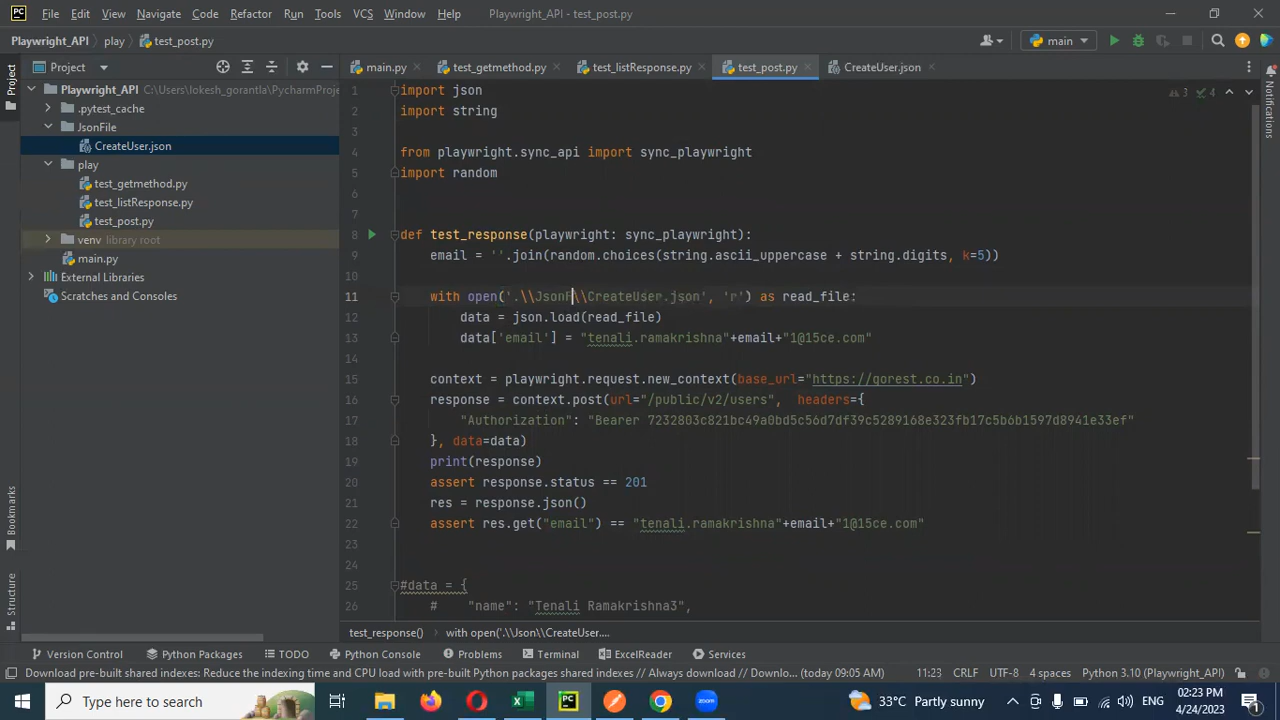 File Edit View Navigate Code Refactor Run Tools VCS Window Help Playwright_API - test_post.py
Playwright_API play test_post.py main
Project main.py test_getmethod.py test_listResponse.py test_post.py CreateUser.json
Playwright_API C:\Users\lokesh_gorantla\PycharmProje
.pytest_cache
JsonFile
CreateUser.json
play
test_getmethod.py
test_listResponse.py
test_post.py
venv library root
main.py
External Libraries
Scratches and Consoles
Project
Bookmarks
Structure
Notifications
3 4
1 import json
2 import string
3
4 from playwright.sync_api import sync_playwright
5 import random
6
7
8 def test_response(playwright: sync_playwright):
9 email = ''.join(random.choices(string.ascii_uppercase + string.digits, k=5))
10
11 with open('.\\JsonF\\CreateUser.json', 'r') as read_file:
12 data = json.load(read_file)
13 data['email'] = "tenali.ramakrishna"+email+"1@15ce.com"
14
15 context = playwright.request.new_context(base_url="https://gorest.co.in")
16 response = context.post(url="/public/v2/users", headers={
17 "Authorization": "Bearer 7232803c821bc49a0bd5c56d7df39c5289168e323fb17c5b6b1597d8941e33ef"
18 }, data=data)
19 print(response)
20 assert response.status == 201
21 res = response.json()
22 assert res.get("email") == "tenali.ramakrishna"+email+"1@15ce.com"
23
24
25 #data = {
26 # "name": "Tenali Ramakrishna3",
test_response() with open('.\\Json\\CreateUser....
Version Control Python Packages TODO Python Console Problems Terminal ExcelReader Services
Download pre-built shared indexes: Reduce the indexing time and CPU load with pre-built Python packages shared indexes // Always download // Downlo... (today 09:05 AM) 11:23 CRLF UTF-8 4 spaces Python 3.10 (Playwright_API)
Type here to search 33°C Partly sunny ENG 02:23 PM
4/24/2023